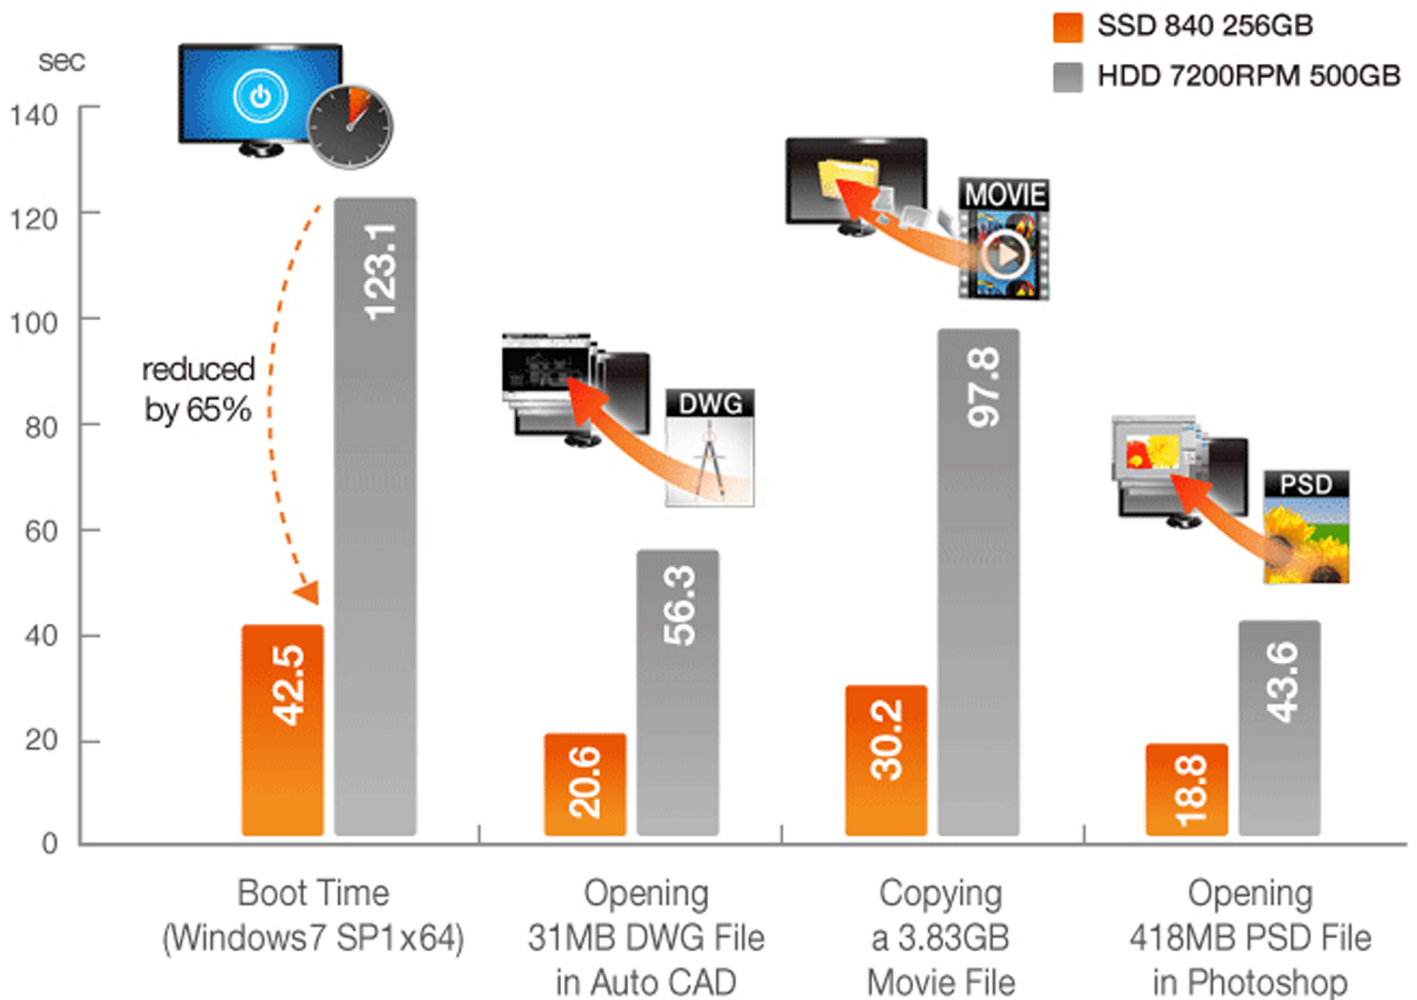 SSD 840 256GB
HDD 7200RPM 500GB
sec
140
120
100
80
60
40
20
0
reduced
by 65%
42.5
123.1
DWG
20.6
56.3
MOVIE
30.2
97.8
PSD
18.8
43.6
Boot Time
(Windows7 SP1x64)
Opening
31MB DWG File
in Auto CAD
Copying
a 3.83GB
Movie File
Opening
418MB PSD File
in Photoshop